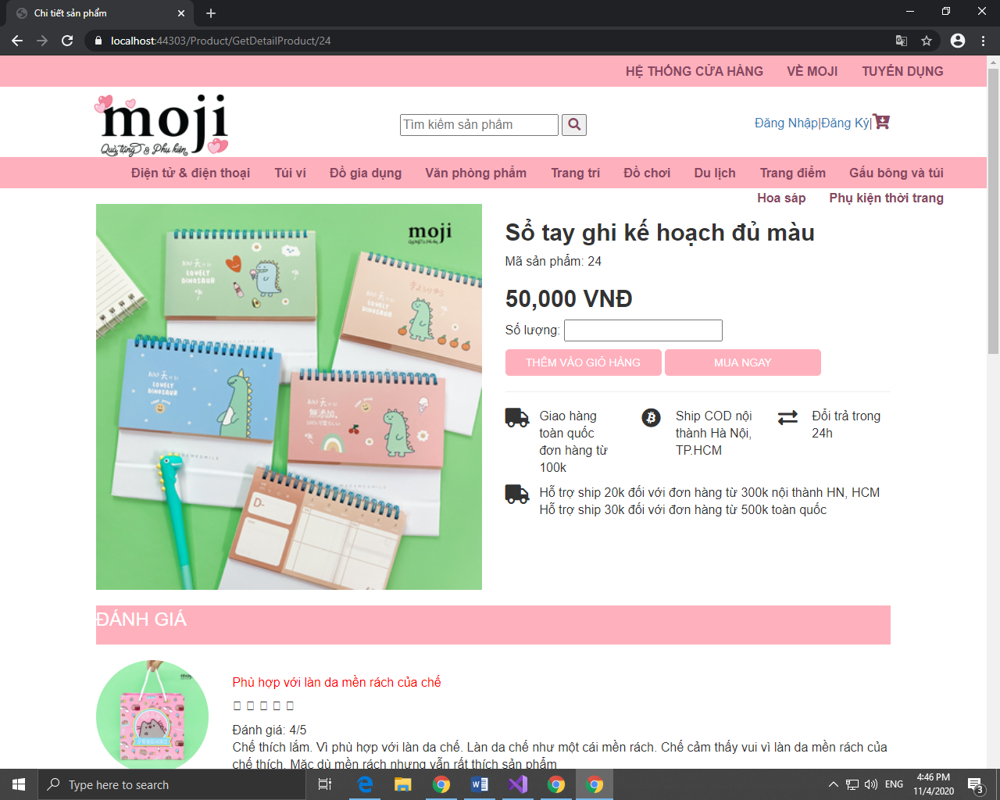 Chi tiết sản phẩm
localhost:44303/Product/GetDetailProduct/24
HỆ THỐNG CỬA HÀNG VỀ MOJI TUYỂN DỤNG
moji
Quà tặng & Phụ kiện
Tìm kiếm sản phẩm
Đăng Nhập|Đăng Ký|
Điện tử & điện thoại Túi ví Đồ gia dụng Văn phòng phẩm Trang trí Đồ chơi Du lịch Trang điểm Gấu bông và túi
Hoa sáp Phụ kiện thời trang
moji
LOVELY
DINOSAUR
LOVELY
DINOSAUR
LOVELY
DINOSAUR
D-
Sổ tay ghi kế hoạch đủ màu
Mã sản phẩm: 24
50,000 VNĐ
Số lượng:
THÊM VÀO GIỎ HÀNG MUA NGAY
Giao hàng
toàn quốc
đơn hàng từ
100k
Ship COD nội
thành Hà Nội,
TP.HCM
Đổi trả trong
24h
Hỗ trợ ship 20k đối với đơn hàng từ 300k nội thành HN, HCM
Hỗ trợ ship 30k đối với đơn hàng từ 500k toàn quốc
ĐÁNH GIÁ
moji
Phù hợp với làn da mền rách của chế
Đánh giá: 4/5
Chế thích lắm. Vì phù hợp với làn da chế. Làn da chế như một cái mền rách. Chế cảm thấy vui vì làn da mền rách của
chế thích. Mặc dù mền rách nhưng vẫn rất thích sản phẩm
Type here to search
ENG
4:46 PM
11/4/2020
3